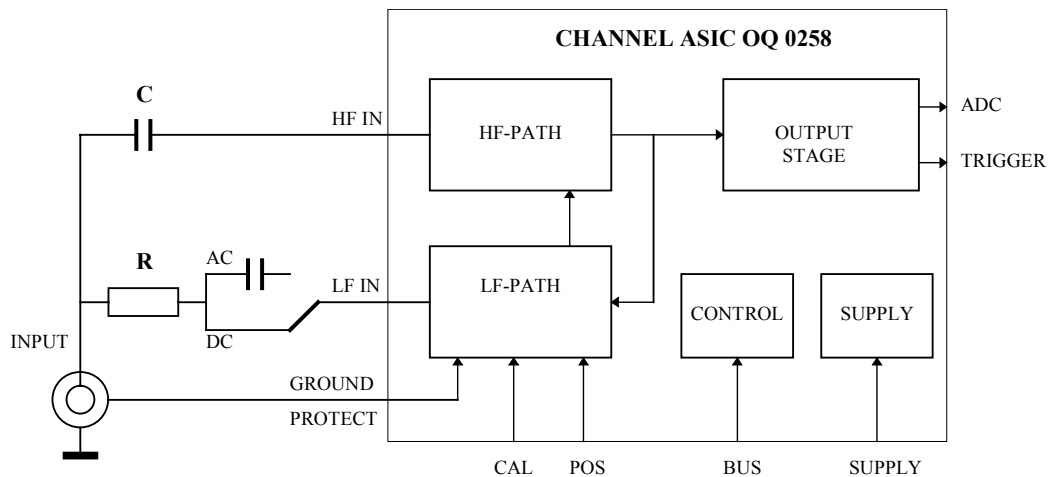 CHANNEL ASIC OQ 0258
C
HF IN
HF-PATH
OUTPUT
STAGE
ADC
TRIGGER
R
AC
DC
LF IN
LF-PATH
CONTROL
SUPPLY
INPUT
GROUND
PROTECT
CAL
POS
BUS
SUPPLY